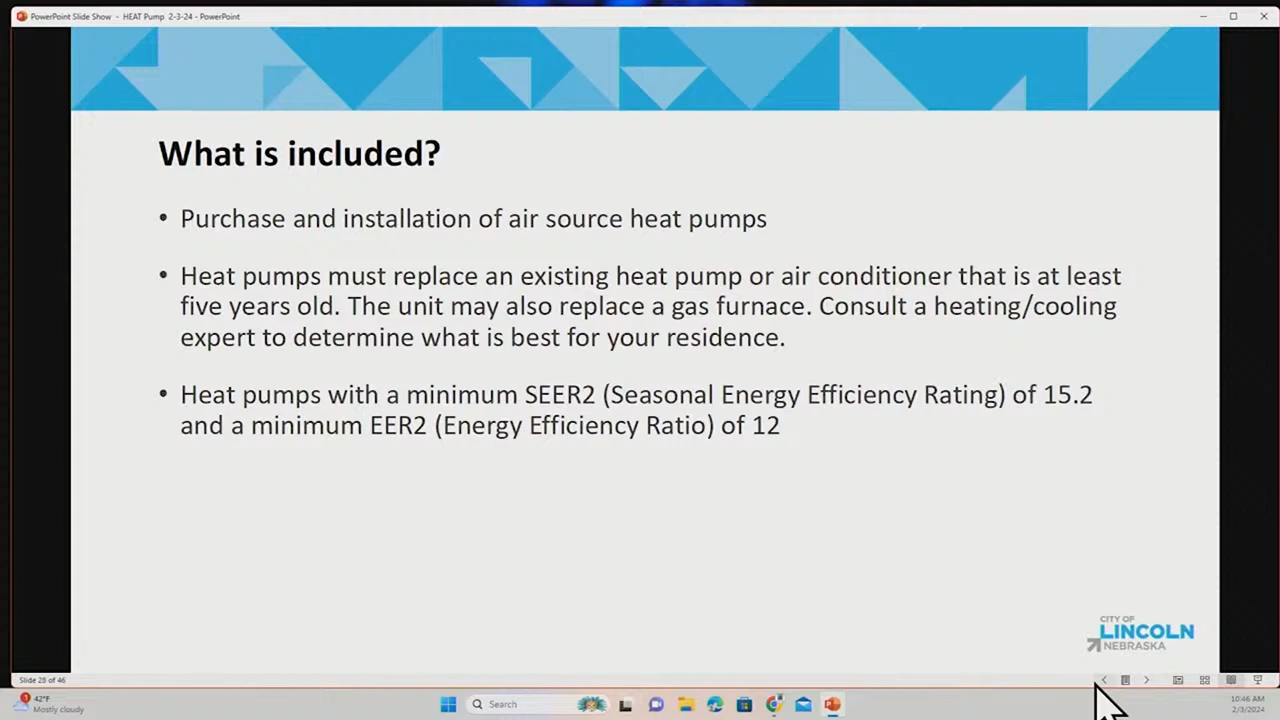 PowerPoint Slide Show - HEAT Pump 2-3-24 - PowerPoint
What is included?
• Purchase and installation of air source heat pumps
• Heat pumps must replace an existing heat pump or air conditioner that is at least
five years old. The unit may also replace a gas furnace. Consult a heating/cooling
expert to determine what is best for your residence.
• Heat pumps with a minimum SEER2 (Seasonal Energy Efficiency Rating) of 15.2
and a minimum EER2 (Energy Efficiency Ratio) of 12
CITY OF
LINCOLN
NEBRASKA
Slide 28 of 46
1
42°F
Mostly cloudy
Search
10:46 AM
2/3/2024